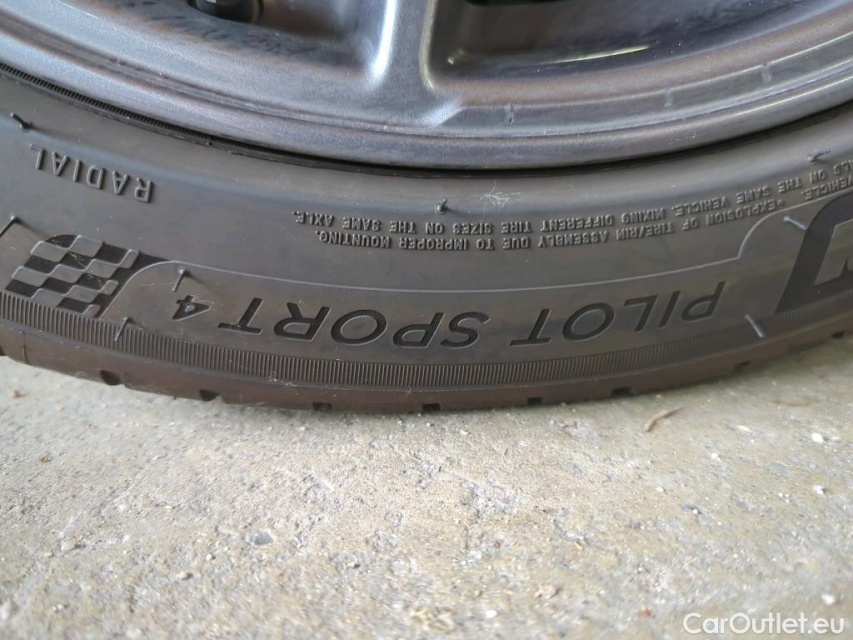 PILOT SPORT 4
VEHICLE.
*EXPLOSION OF TIRE/RIM ASSEMBLY DUE TO IMPROPER MOUNTING.
ON THE SAME VEHICLE. MIXING DIFFERENT TIRE SIZES ON THE SAME AXLE.
RADIAL
CarOutlet.eu